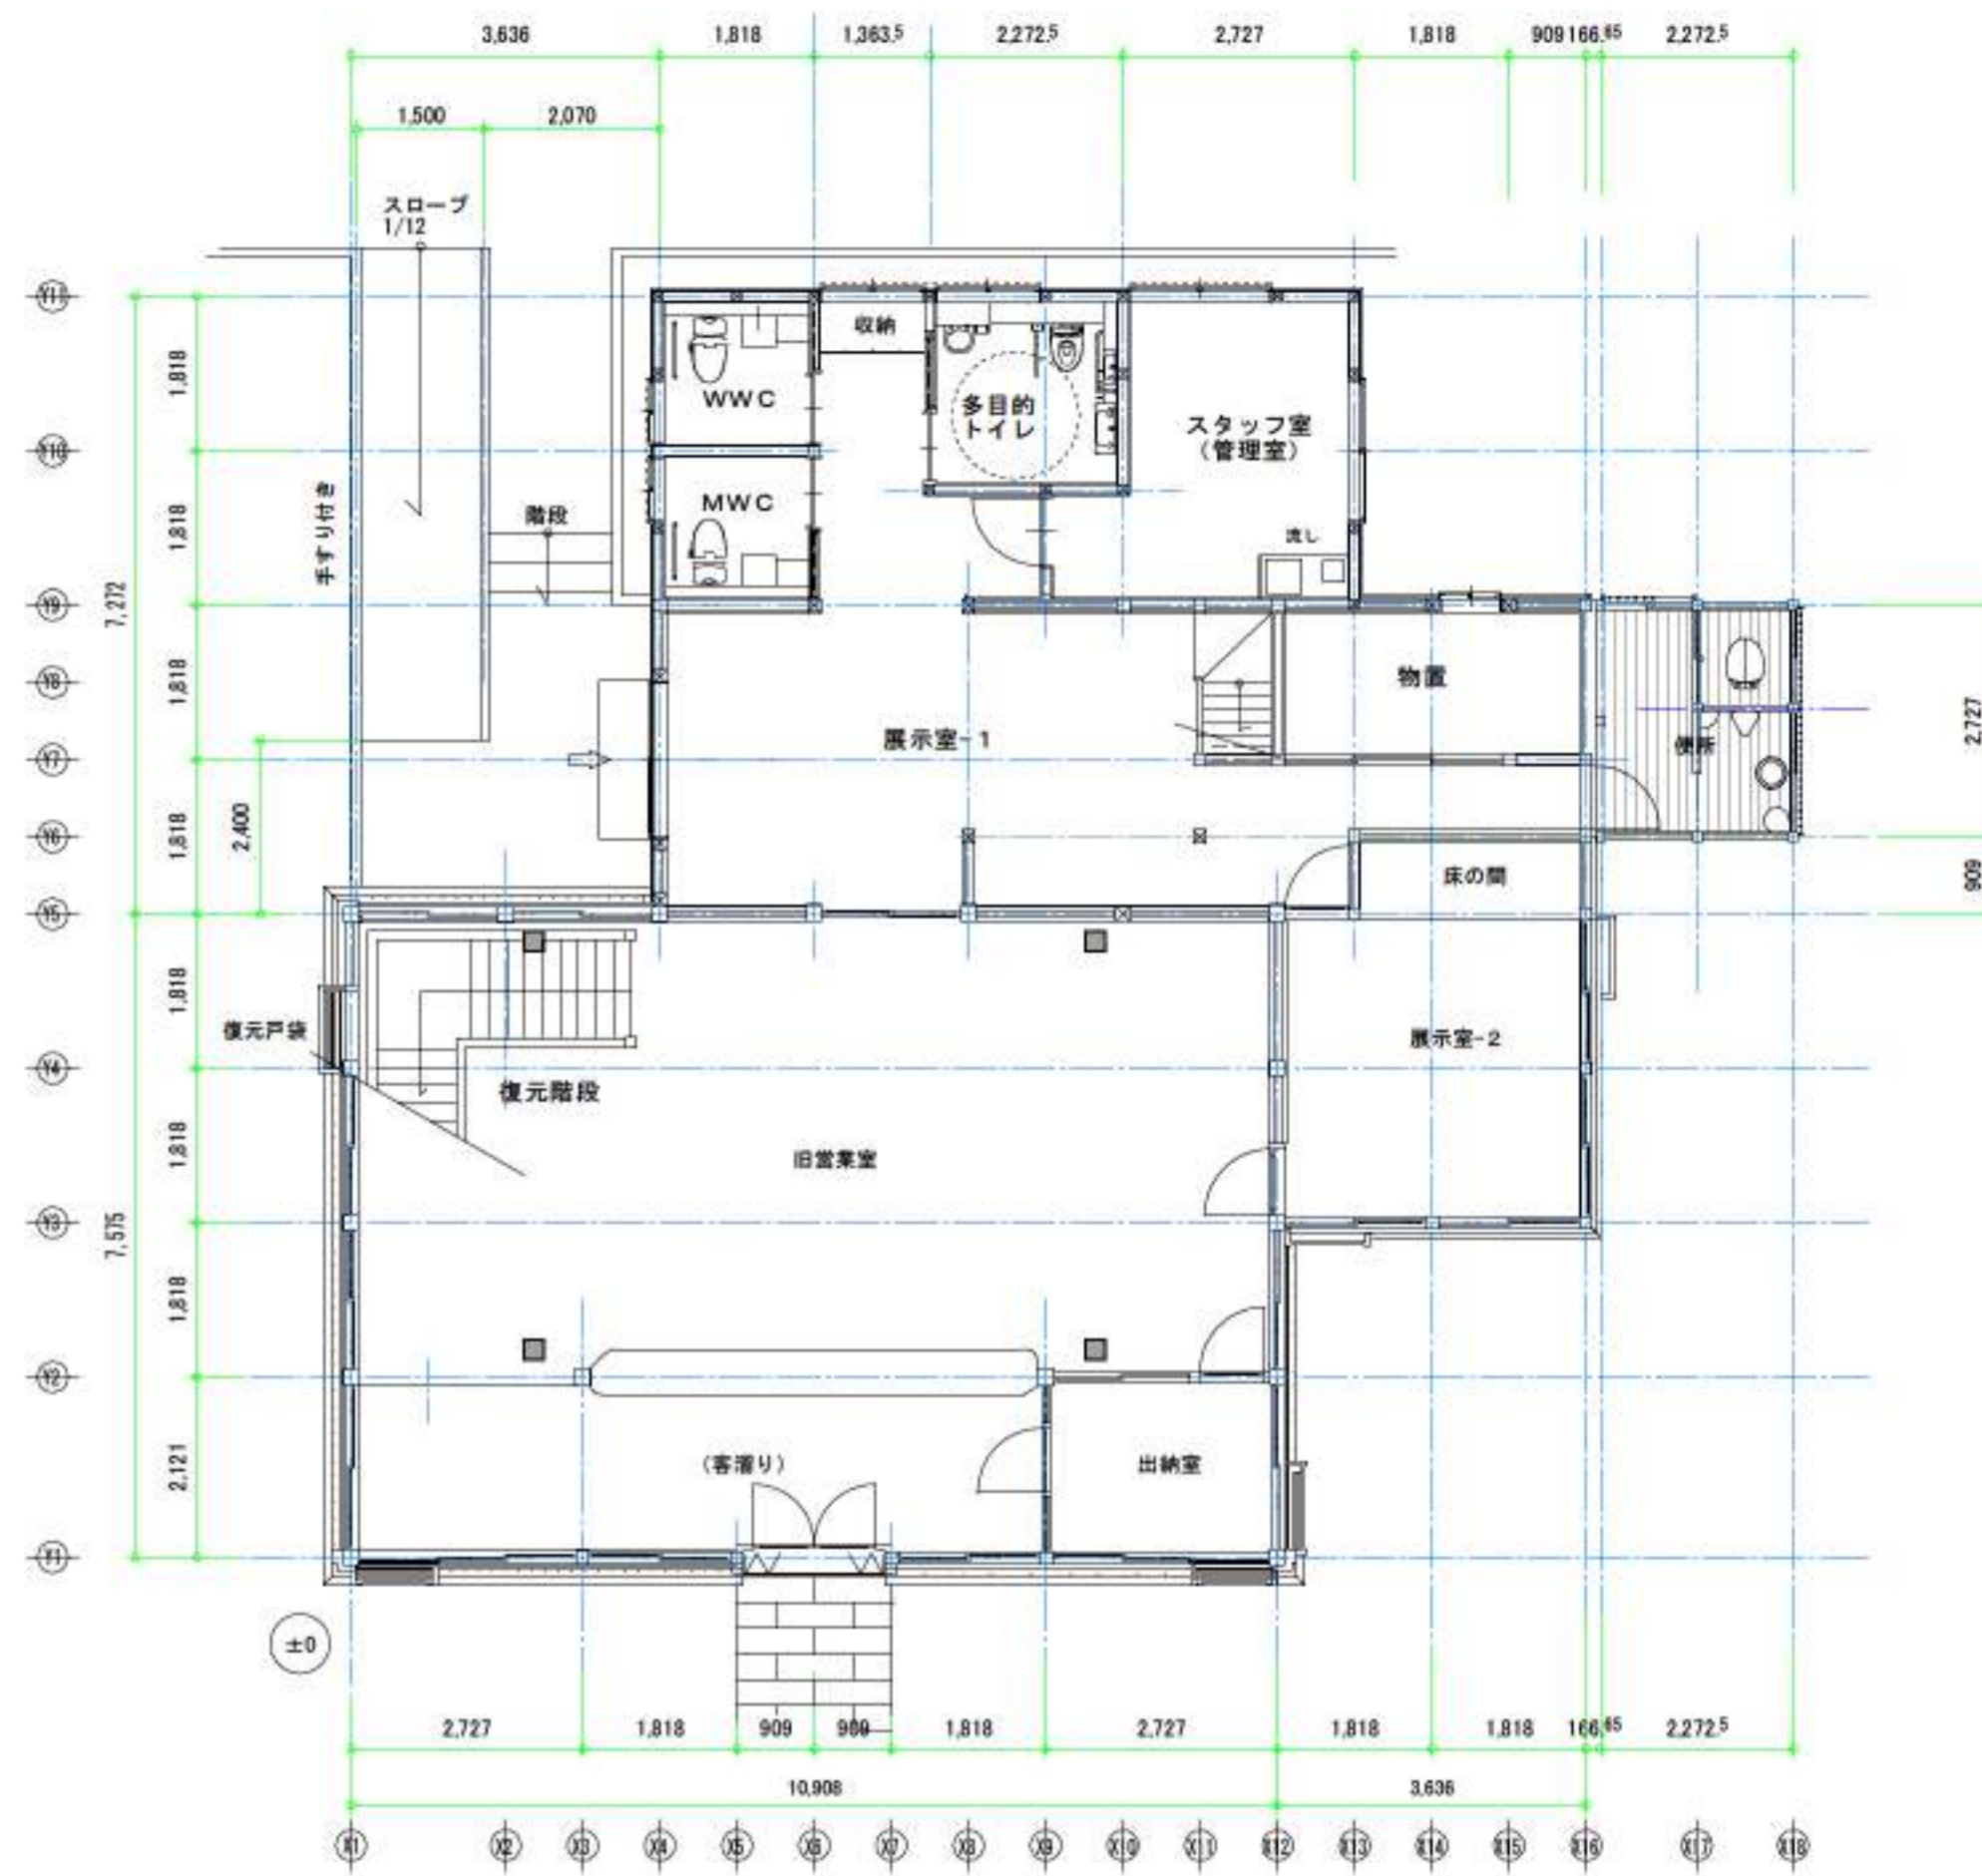 3,636
1,818
1,363.5
2,272.5
2,727
1,818
909
166.65
2,272.5
1,500
2,070
スロープ
1/12
Y11
収納
1,818
WWC
多目的
トイレ
スタッフ室
(管理室)
Y10
手すり付き
階段
MWC
1,818
流し
7,272
Y9
物置
Y8
1,818
展示室-1
2,727
便所
Y7
2,400
1,818
Y6
床の間
909
Y5
1,818
復元戸袋
展示室-2
Y4
復元階段
1,818
旧営業室
Y3
7,575
1,818
Y2
2,121
(客溜り)
出納室
Y1
±0
2,727
1,818
909
909
1,818
2,727
1,818
1,818
166.65
2,272.5
10,908
3,636
X1
X2
X3
X4
X5
X6
X7
X8
X9
X10
X11
X12
X13
X14
X15
X16
X17
X18